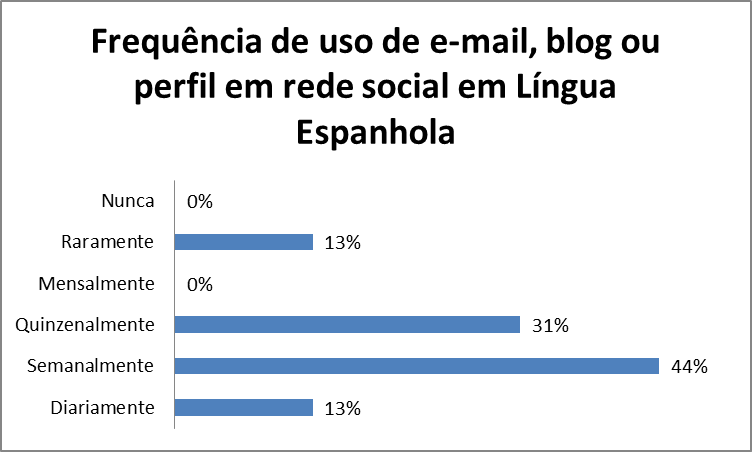 Frequência de uso de e-mail, blog ou
perfil em rede social em Língua
Espanhola
Nunca 0%
Raramente 13%
Mensalmente 0%
Quinzenalmente 31%
Semanalmente 44%
Diariamente 13%